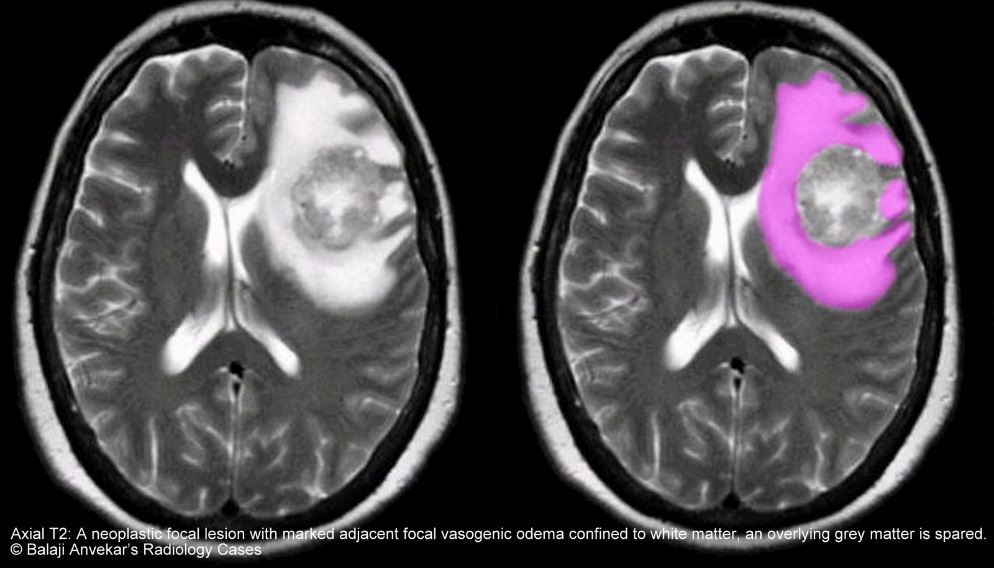 Axial T2: A neoplastic focal lesion with marked adjacent focal vasogenic odema confined to white matter, an overlying grey matter is spared.
© Balaji Anvekar's Radiology Cases